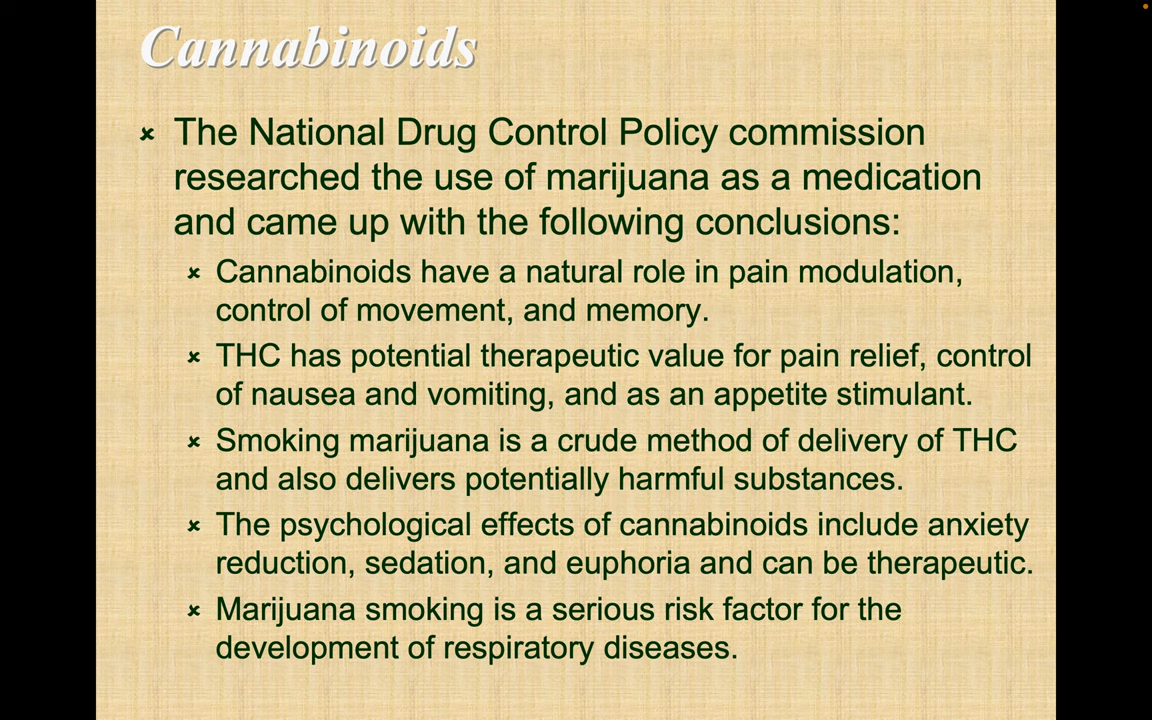 Cannabinoids
The National Drug Control Policy commission
researched the use of marijuana as a medication
and came up with the following conclusions:
Cannabinoids have a natural role in pain modulation,
control of movement, and memory.
THC has potential therapeutic value for pain relief, control
of nausea and vomiting, and as an appetite stimulant.
Smoking marijuana is a crude method of delivery of THC
and also delivers potentially harmful substances.
The psychological effects of cannabinoids include anxiety
reduction, sedation, and euphoria and can be therapeutic.
Marijuana smoking is a serious risk factor for the
development of respiratory diseases.